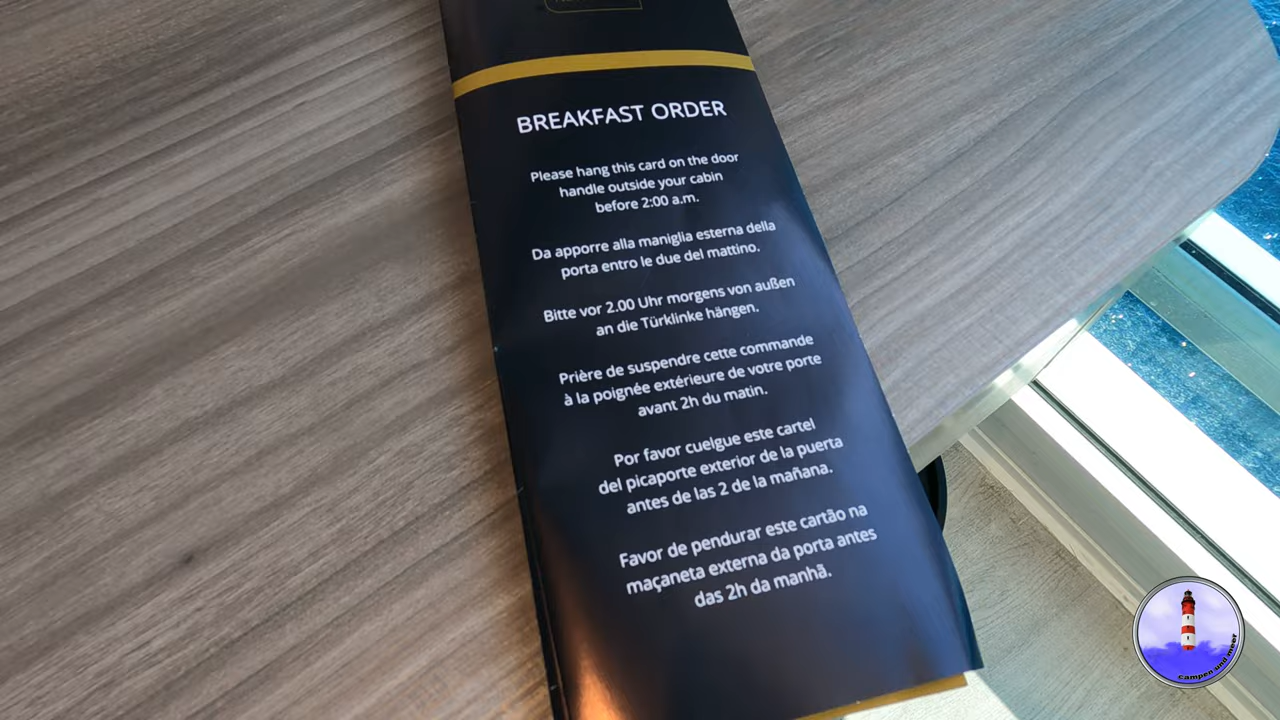 BREAKFAST ORDER
Please hang this card on the door
handle outside your cabin
before 2:00 a.m.
Da apporre alla maniglia esterna della
porta entro le due del mattino.
Bitte vor 2.00 Uhr morgens von außen
an die Türklinke hängen.
Prière de suspendre cette commande
à la poignée extérieure de votre porte
avant 2h du matin.
Por favor cuelgue este cartel
del picaporte exterior de la puerta
antes de las 2 de la mañana.
Favor de pendurar este cartão na
maçaneta externa da porta antes
das 2h da manhã.
campen und meer